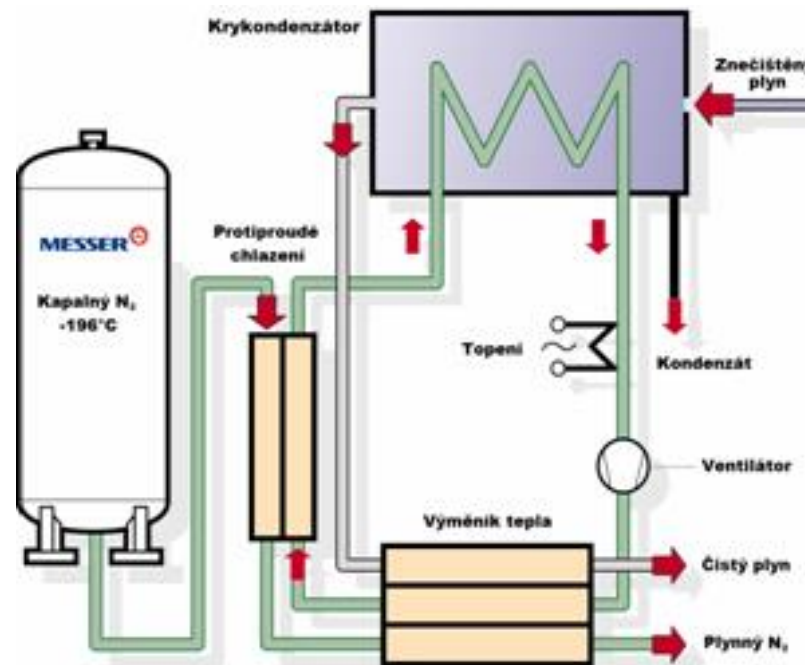 Krykondenzátor
Znečištěný
plyn
MESSER
Protiproudé
chlazení
Kapalný N₂
-196°C
Topení
Kondenzát
Ventilátor
Výměník tepla
Čistý plyn
Plynný N₂